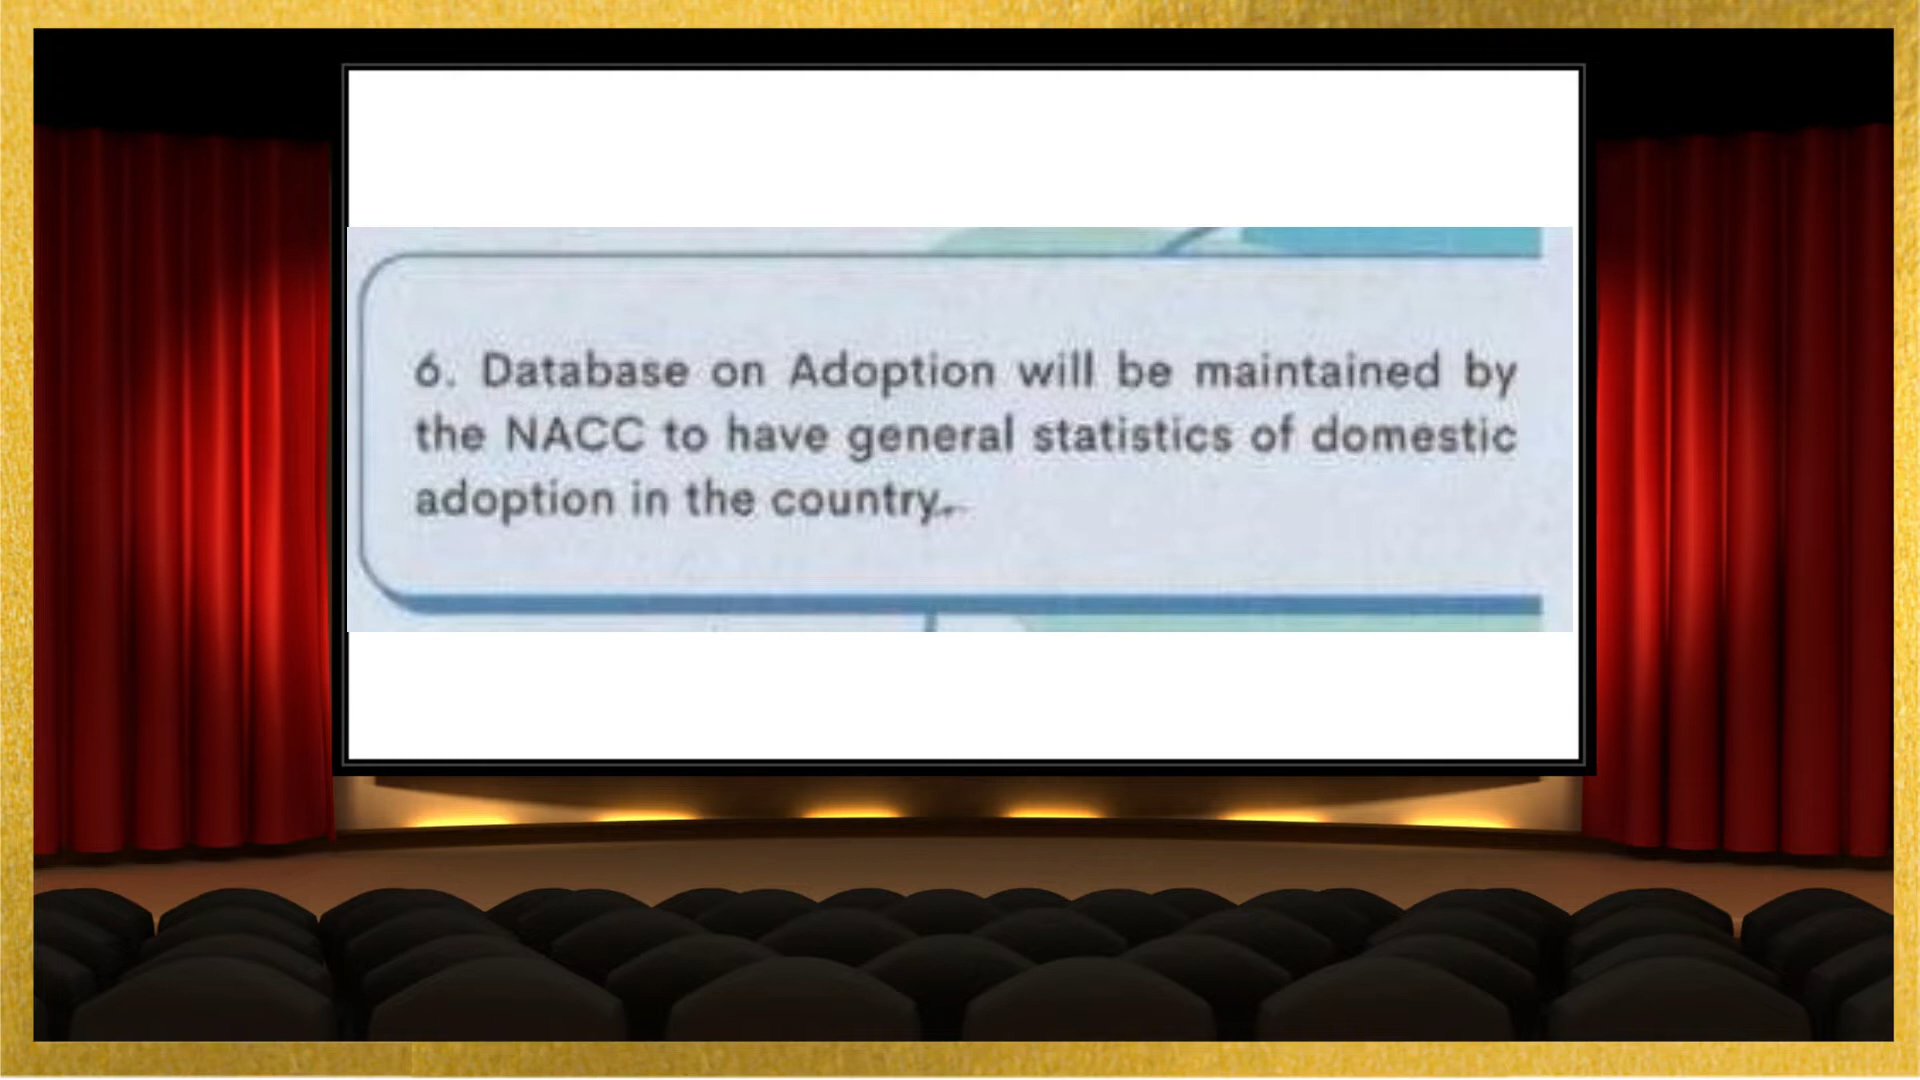 6. Database on Adoption will be maintained by
the NACC to have general statistics of domestic
adoption in the country.